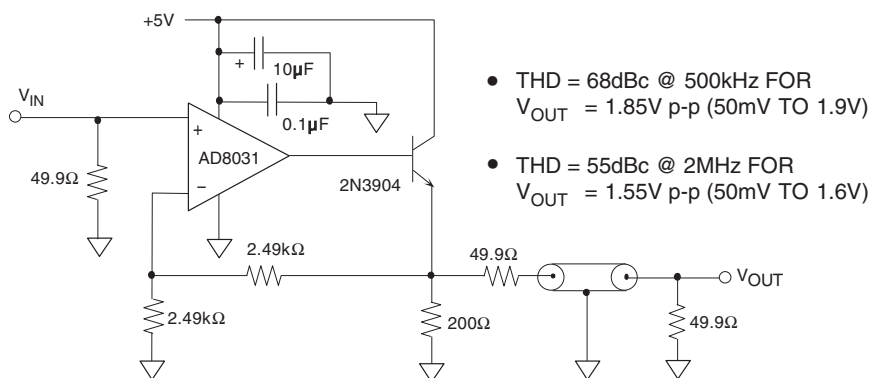 +5V
+
10µF
0.1µF
V_IN
+
AD8031
−
49.9Ω
2N3904
2.49kΩ
2.49kΩ
49.9Ω
200Ω
V_OUT
49.9Ω
• THD = 68dBc @ 500kHz FOR
V_OUT = 1.85V p-p (50mV TO 1.9V)
• THD = 55dBc @ 2MHz FOR
V_OUT = 1.55V p-p (50mV TO 1.6V)